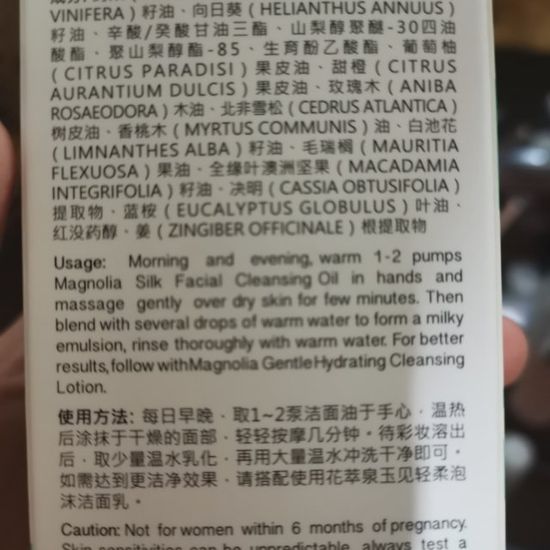 VINIFERA ) 籽油、向日葵 ( HELIANTHUS ANNUUS )
籽油、辛酸/癸酸甘油三酯、山梨醇聚醚-30四油
酸酯、聚山梨醇酯-85、生育酚乙酸酯、葡萄柚
( CITRUS PARADISI ) 果皮油、甜橙 ( CITRUS
AURANTIUM DULCIS ) 果皮油、玫瑰木 ( ANIBA
ROSAEODORA ) 木油、北非雪松 ( CEDRUS ATLANTICA )
树皮油、香桃木 ( MYRTUS COMMUNIS ) 油、白池花
( LIMNANTHES ALBA ) 籽油、毛瑞榈 ( MAURITIA
FLEXUOSA ) 果油、全缘叶澳洲坚果 ( MACADAMIA
INTEGRIFOLIA ) 籽油、决明 ( CASSIA OBTUSIFOLIA )
提取物、蓝桉 ( EUCALYPTUS GLOBULUS ) 叶油、
红没药醇、姜 ( ZINGIBER OFFICINALE ) 根提取物
Usage: Morning and evening, warm 1-2 pumps
Magnolia Silk Facial Cleansing Oil in hands and
massage gently over dry skin for few minutes. Then
blend with several drops of warm water to form a milky
emulsion, rinse thoroughly with warm water. For better
results, follow withMagnolia Gentle Hydrating Cleansing
Lotion.
使用方法: 每日早晚，取1~2泵洁面油于手心，温热
后涂抹于干燥的面部，轻轻按摩几分钟。待彩妆溶出
后，取少量温水乳化，再用大量温水冲洗干净即可。
如需达到更洁净效果，请搭配使用花萃泉玉见轻柔泡
沫洁面乳。
Caution: Not for women within 6 months of pregnancy.
Skin sensitivities can be unpredictable, always test a